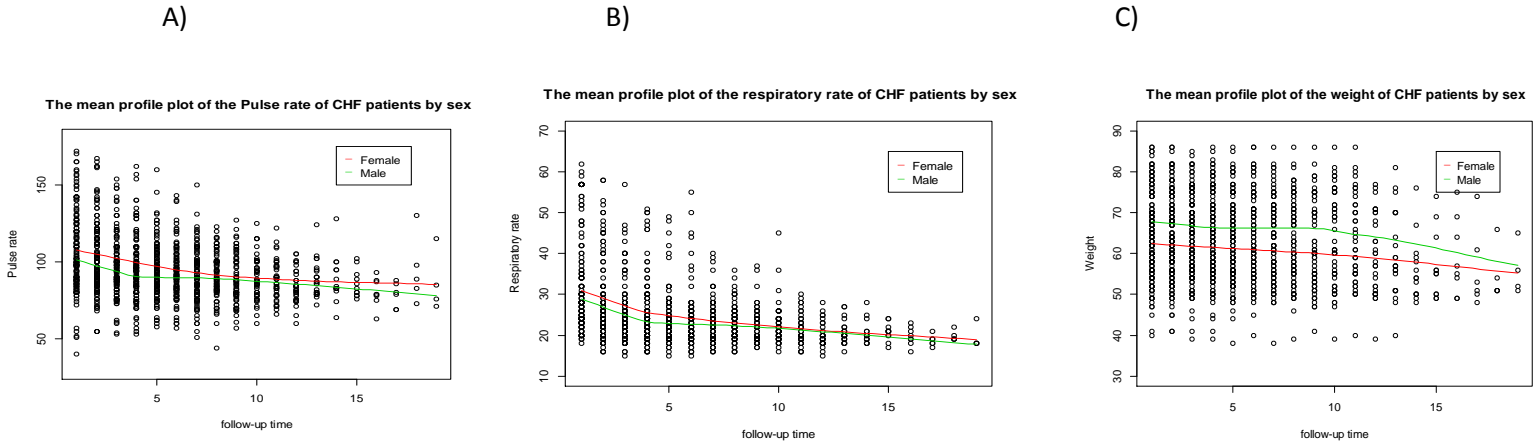 A)
B)
C)
The mean profile plot of the Pulse rate of CHF patients by sex
Female
Male
Pulse rate
150
100
50
5 10 15
follow-up time
The mean profile plot of the respiratory rate of CHF patients by sex
Female
Male
Respiratory rate
70
60
50
40
30
20
10
5 10 15
follow-up time
The mean profile plot of the weight of CHF patients by sex
Female
Male
Weight
90
80
70
60
50
40
30
5 10 15
follow-up time